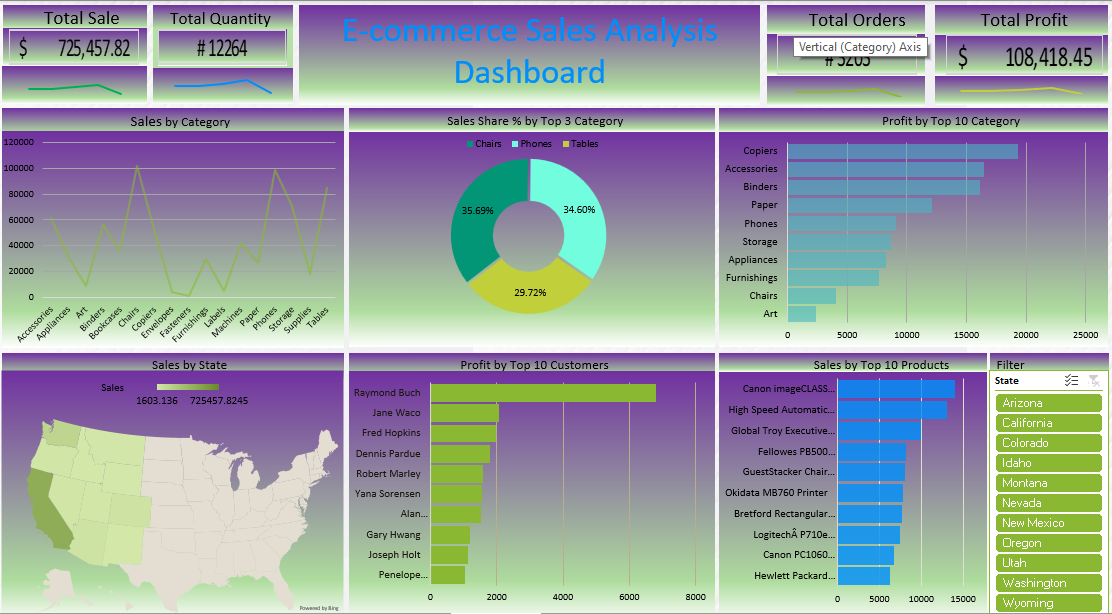 Total Sale
$ 725,457.82
Total Quantity
# 12264
E-commerce Sales Analysis
Dashboard
Total Orders
Vertical (Category) Axis
Total Profit
$ 108,418.45
Sales by Category
120000
100000
80000
60000
40000
20000
0
Accessories
Appliances
Art
Binders
Bookcases
Chairs
Copiers
Envelopes
Fasteners
Furnishings
Labels
Machines
Paper
Phones
Storage
Supplies
Tables
Sales Share % by Top 3 Category
Chairs Phones Tables
35.69%
34.60%
29.72%
Profit by Top 10 Category
Copiers
Accessories
Binders
Paper
Phones
Storage
Appliances
Furnishings
Chairs
Art
0 5000 10000 15000 20000 25000
Sales by State
Sales
1603.136 725457.8245
Powered by Bing
Profit by Top 10 Customers
Raymond Buch
Jane Waco
Fred Hopkins
Dennis Pardue
Robert Marley
Yana Sorensen
Alan...
Gary Hwang
Joseph Holt
Penelope...
0 2000 4000 6000 8000
Sales by Top 10 Products
Canon imageCLASS...
High Speed Automatic...
Global Troy Executive...
Fellowes PB500...
GuestStacker Chair...
Okidata MB760 Printer
Bretford Rectangular...
LogitechÂ P710e...
Canon PC1060...
Hewlett Packard...
0 5000 10000 15000
Filter
State
Arizona
California
Colorado
Idaho
Montana
Nevada
New Mexico
Oregon
Utah
Washington
Wyoming